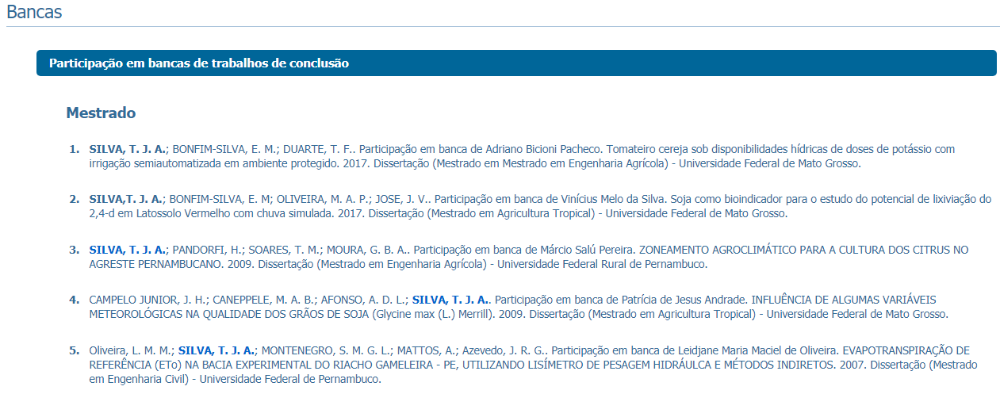 Bancas
Participação em bancas de trabalhos de conclusão
Mestrado
1. SILVA, T. J. A.; BONFIM-SILVA, E. M.; DUARTE, T. F.. Participação em banca de Adriano Bicioni Pacheco. Tomateiro cereja sob disponibilidades hídricas de doses de potássio com
irrigação semiautomatizada em ambiente protegido. 2017. Dissertação (Mestrado em Mestrado em Engenharia Agrícola) - Universidade Federal de Mato Grosso.
2. SILVA,T. J. A.; BONFIM-SILVA, E. M; OLIVEIRA, M. A. P.; JOSE, J. V.. Participação em banca de Vinícius Melo da Silva. Soja como bioindicador para o estudo do potencial de lixiviação do
2,4-d em Latossolo Vermelho com chuva simulada. 2017. Dissertação (Mestrado em Agricultura Tropical) - Universidade Federal de Mato Grosso.
3. SILVA, T. J. A.; PANDORFI, H.; SOARES, T. M.; MOURA, G. B. A.. Participação em banca de Márcio Salú Pereira. ZONEAMENTO AGROCLIMÁTICO PARA A CULTURA DOS CITRUS NO
AGRESTE PERNAMBUCANO. 2009. Dissertação (Mestrado em Engenharia Agrícola) - Universidade Federal Rural de Pernambuco.
4. CAMPELO JUNIOR, J. H.; CANEPPELE, M. A. B.; AFONSO, A. D. L.; SILVA, T. J. A.. Participação em banca de Patrícia de Jesus Andrade. INFLUÊNCIA DE ALGUMAS VARIÁVEIS
METEOROLÓGICAS NA QUALIDADE DOS GRÃOS DE SOJA (Glycine max (L.) Merrill). 2009. Dissertação (Mestrado em Agricultura Tropical) - Universidade Federal de Mato Grosso.
5. Oliveira, L. M. M.; SILVA, T. J. A.; MONTENEGRO, S. M. G. L.; MATTOS, A.; Azevedo, J. R. G.. Participação em banca de Leidjane Maria Maciel de Oliveira. EVAPOTRANSPIRAÇÃO DE
REFERÊNCIA (ETo) NA BACIA EXPERIMENTAL DO RIACHO GAMELEIRA - PE, UTILIZANDO LISÍMETRO DE PESAGEM HIDRÁULCA E MÉTODOS INDIRETOS. 2007. Dissertação (Mestrado
em Engenharia Civil) - Universidade Federal de Pernambuco.